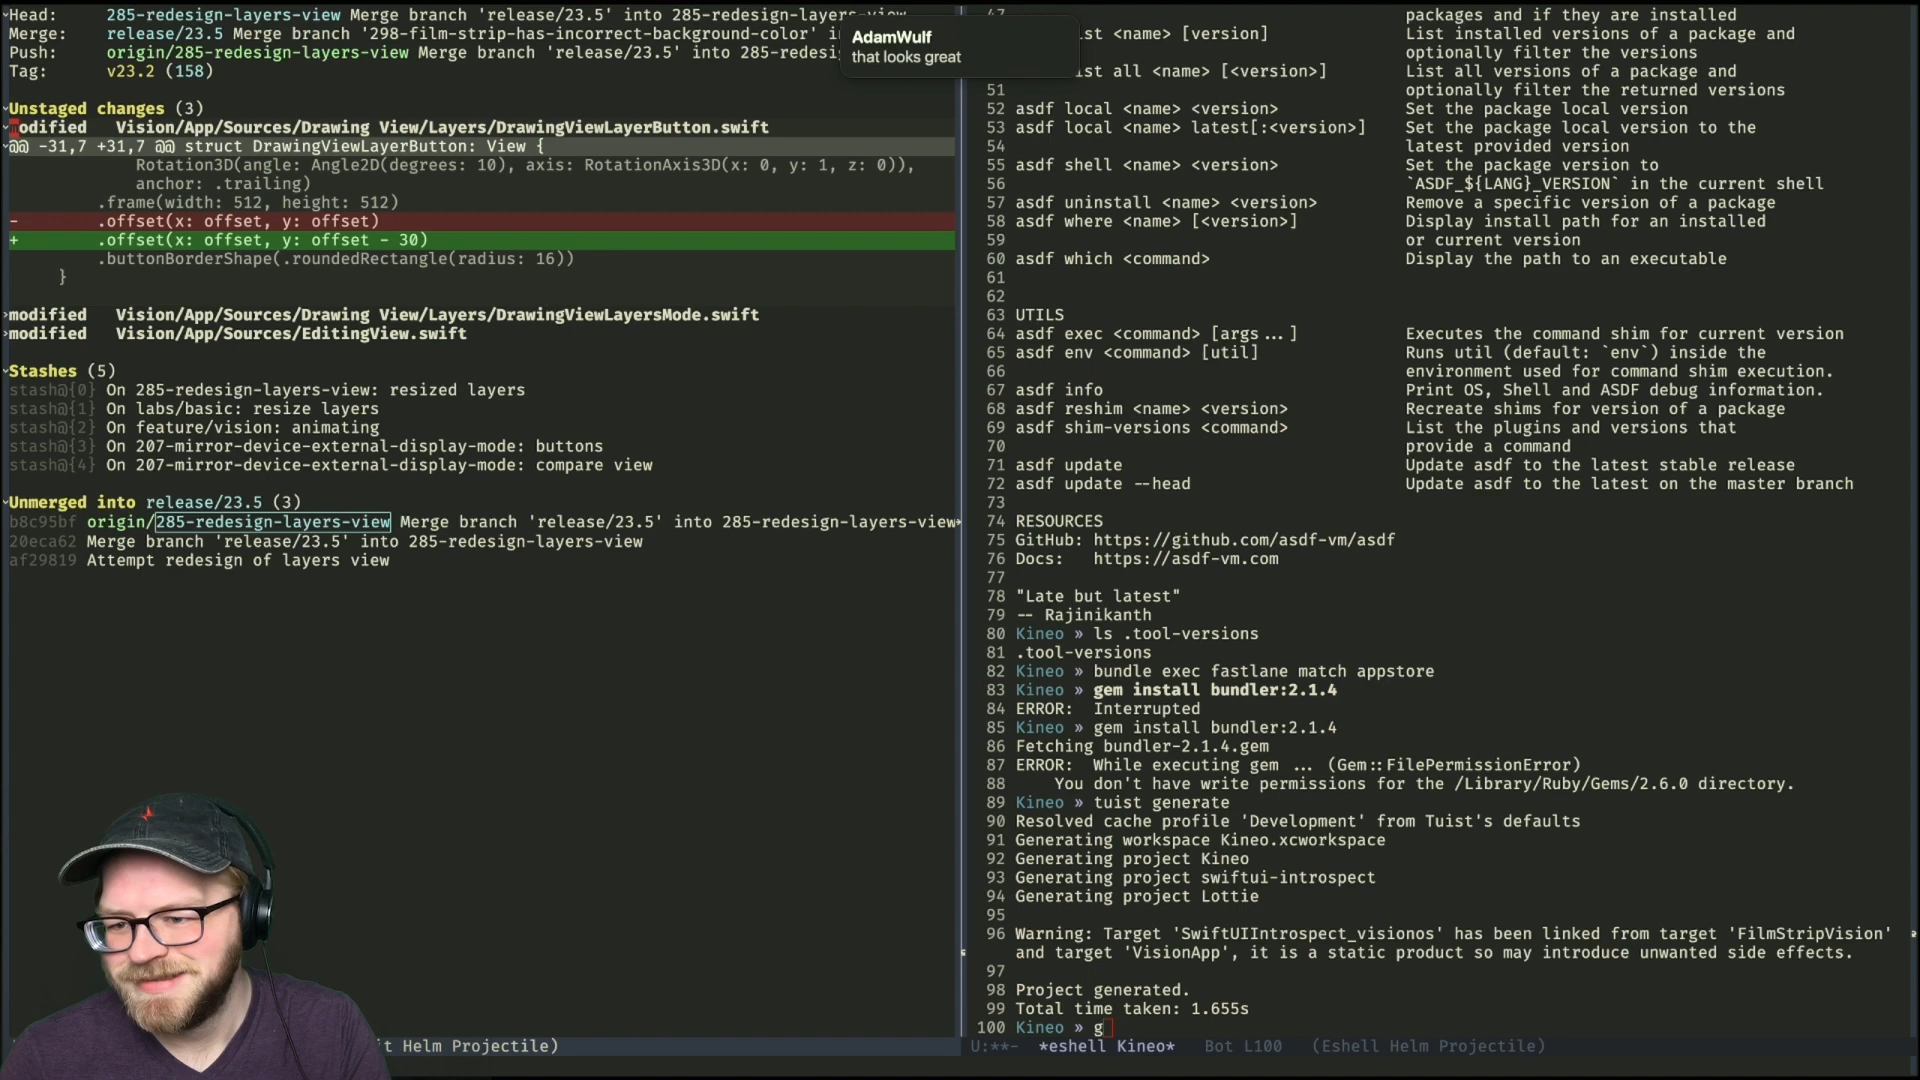 Head: 285-redesign-layers-view Merge branch 'release/23.5' into 285-redesign-layers-view
Merge: release/23.5 Merge branch '298-film-strip-has-incorrect-background-color'
Push: origin/285-redesign-layers-view Merge branch 'release/23.5' into
Tag: v23.2 (158)
Unstaged changes (3)
modified Vision/App/Sources/Drawing View/Layers/DrawingViewLayerButton.swift
@@ -31,7 +31,7 @@ struct DrawingViewLayerButton: View {
Rotation3D(angle: Angle2D(degrees: 10), axis: RotationAxis3D(x: 0, y: 1, z: 0)),
anchor: .trailing)
.frame(width: 512, height: 512)
- .offset(x: offset, y: offset)
+ .offset(x: offset, y: offset - 30)
.buttonBorderShape(.roundedRectangle(radius: 16))
}
modified Vision/App/Sources/Drawing View/Layers/DrawingViewLayersMode.swift
modified Vision/App/Sources/EditingView.swift
Stashes (5)
stash@{0} On 285-redesign-layers-view: resized layers
stash@{1} On labs/basic: resize layers
stash@{2} On feature/vision: animating
stash@{3} On 207-mirror-device-external-display-mode: buttons
stash@{4} On 207-mirror-device-external-display-mode: compare view
Unmerged into release/23.5 (3)
b8c95bf origin/285-redesign-layers-view Merge branch 'release/23.5' into 285-redesign-layers-view
20eca62 Merge branch 'release/23.5' into 285-redesign-layers-view
af29819 Attempt redesign of layers view
Helm Projectile)
AdamWulf
that looks great
47 packages and if they are installed
<name> [version] List installed versions of a package and
optionally filter the versions
all <name> [<version>] List all versions of a package and
51 optionally filter the returned versions
52 asdf local <name> <version> Set the package local version
53 asdf local <name> latest[:<version>] Set the package local version to the
54 latest provided version
55 asdf shell <name> <version> Set the package version to
56 `ASDF_${LANG}_VERSION` in the current shell
57 asdf uninstall <name> <version> Remove a specific version of a package
58 asdf where <name> [<version>] Display install path for an installed
59 or current version
60 asdf which <command> Display the path to an executable
61
62
63 UTILS
64 asdf exec <command> [args...] Executes the command shim for current version
65 asdf env <command> [util] Runs util (default: `env`) inside the
66 environment used for command shim execution.
67 asdf info Print OS, Shell and ASDF debug information.
68 asdf reshim <name> <version> Recreate shims for version of a package
69 asdf shim-versions <command> List the plugins and versions that
70 provide a command
71 asdf update Update asdf to the latest stable release
72 asdf update --head Update asdf to the latest on the master branch
73
74 RESOURCES
75 GitHub: https://github.com/asdf-vm/asdf
76 Docs: https://asdf-vm.com
77
78 "Late but latest"
79 -- Rajinikanth
80 Kineo » ls .tool-versions
81 .tool-versions
82 Kineo » bundle exec fastlane match appstore
83 Kineo » gem install bundler:2.1.4
84 ERROR: Interrupted
85 Kineo » gem install bundler:2.1.4
86 Fetching bundler-2.1.4.gem
87 ERROR: While executing gem ... (Gem::FilePermissionError)
88 You don't have write permissions for the /Library/Ruby/Gems/2.6.0 directory.
89 Kineo » tuist generate
90 Resolved cache profile 'Development' from Tuist's defaults
91 Generating workspace Kineo.xcworkspace
92 Generating project Kineo
93 Generating project swiftui-introspect
94 Generating project Lottie
95
96 Warning: Target 'SwiftUIIntrospect_visionos' has been linked from target 'FilmStripVision'
and target 'VisionApp', it is a static product so may introduce unwanted side effects.
97
98 Project generated.
99 Total time taken: 1.655s
100 Kineo » g
U:**- *eshell Kineo* Bot L100 (Eshell Helm Projectile)